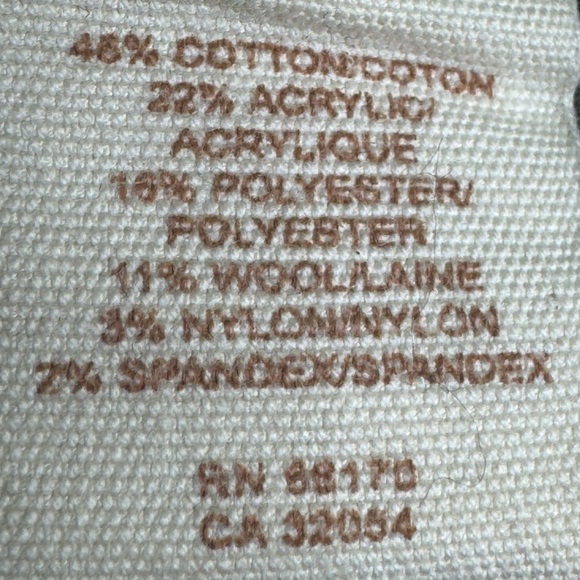 46% COTTON/COTON
22% ACRYLIC/
ACRYLIQUE
16% POLYESTER/
POLYESTER
11% WOOL/LAINE
3% NYLON/NYLON
2% SPANDEX/SPANDEX
RN 66170
CA 32054